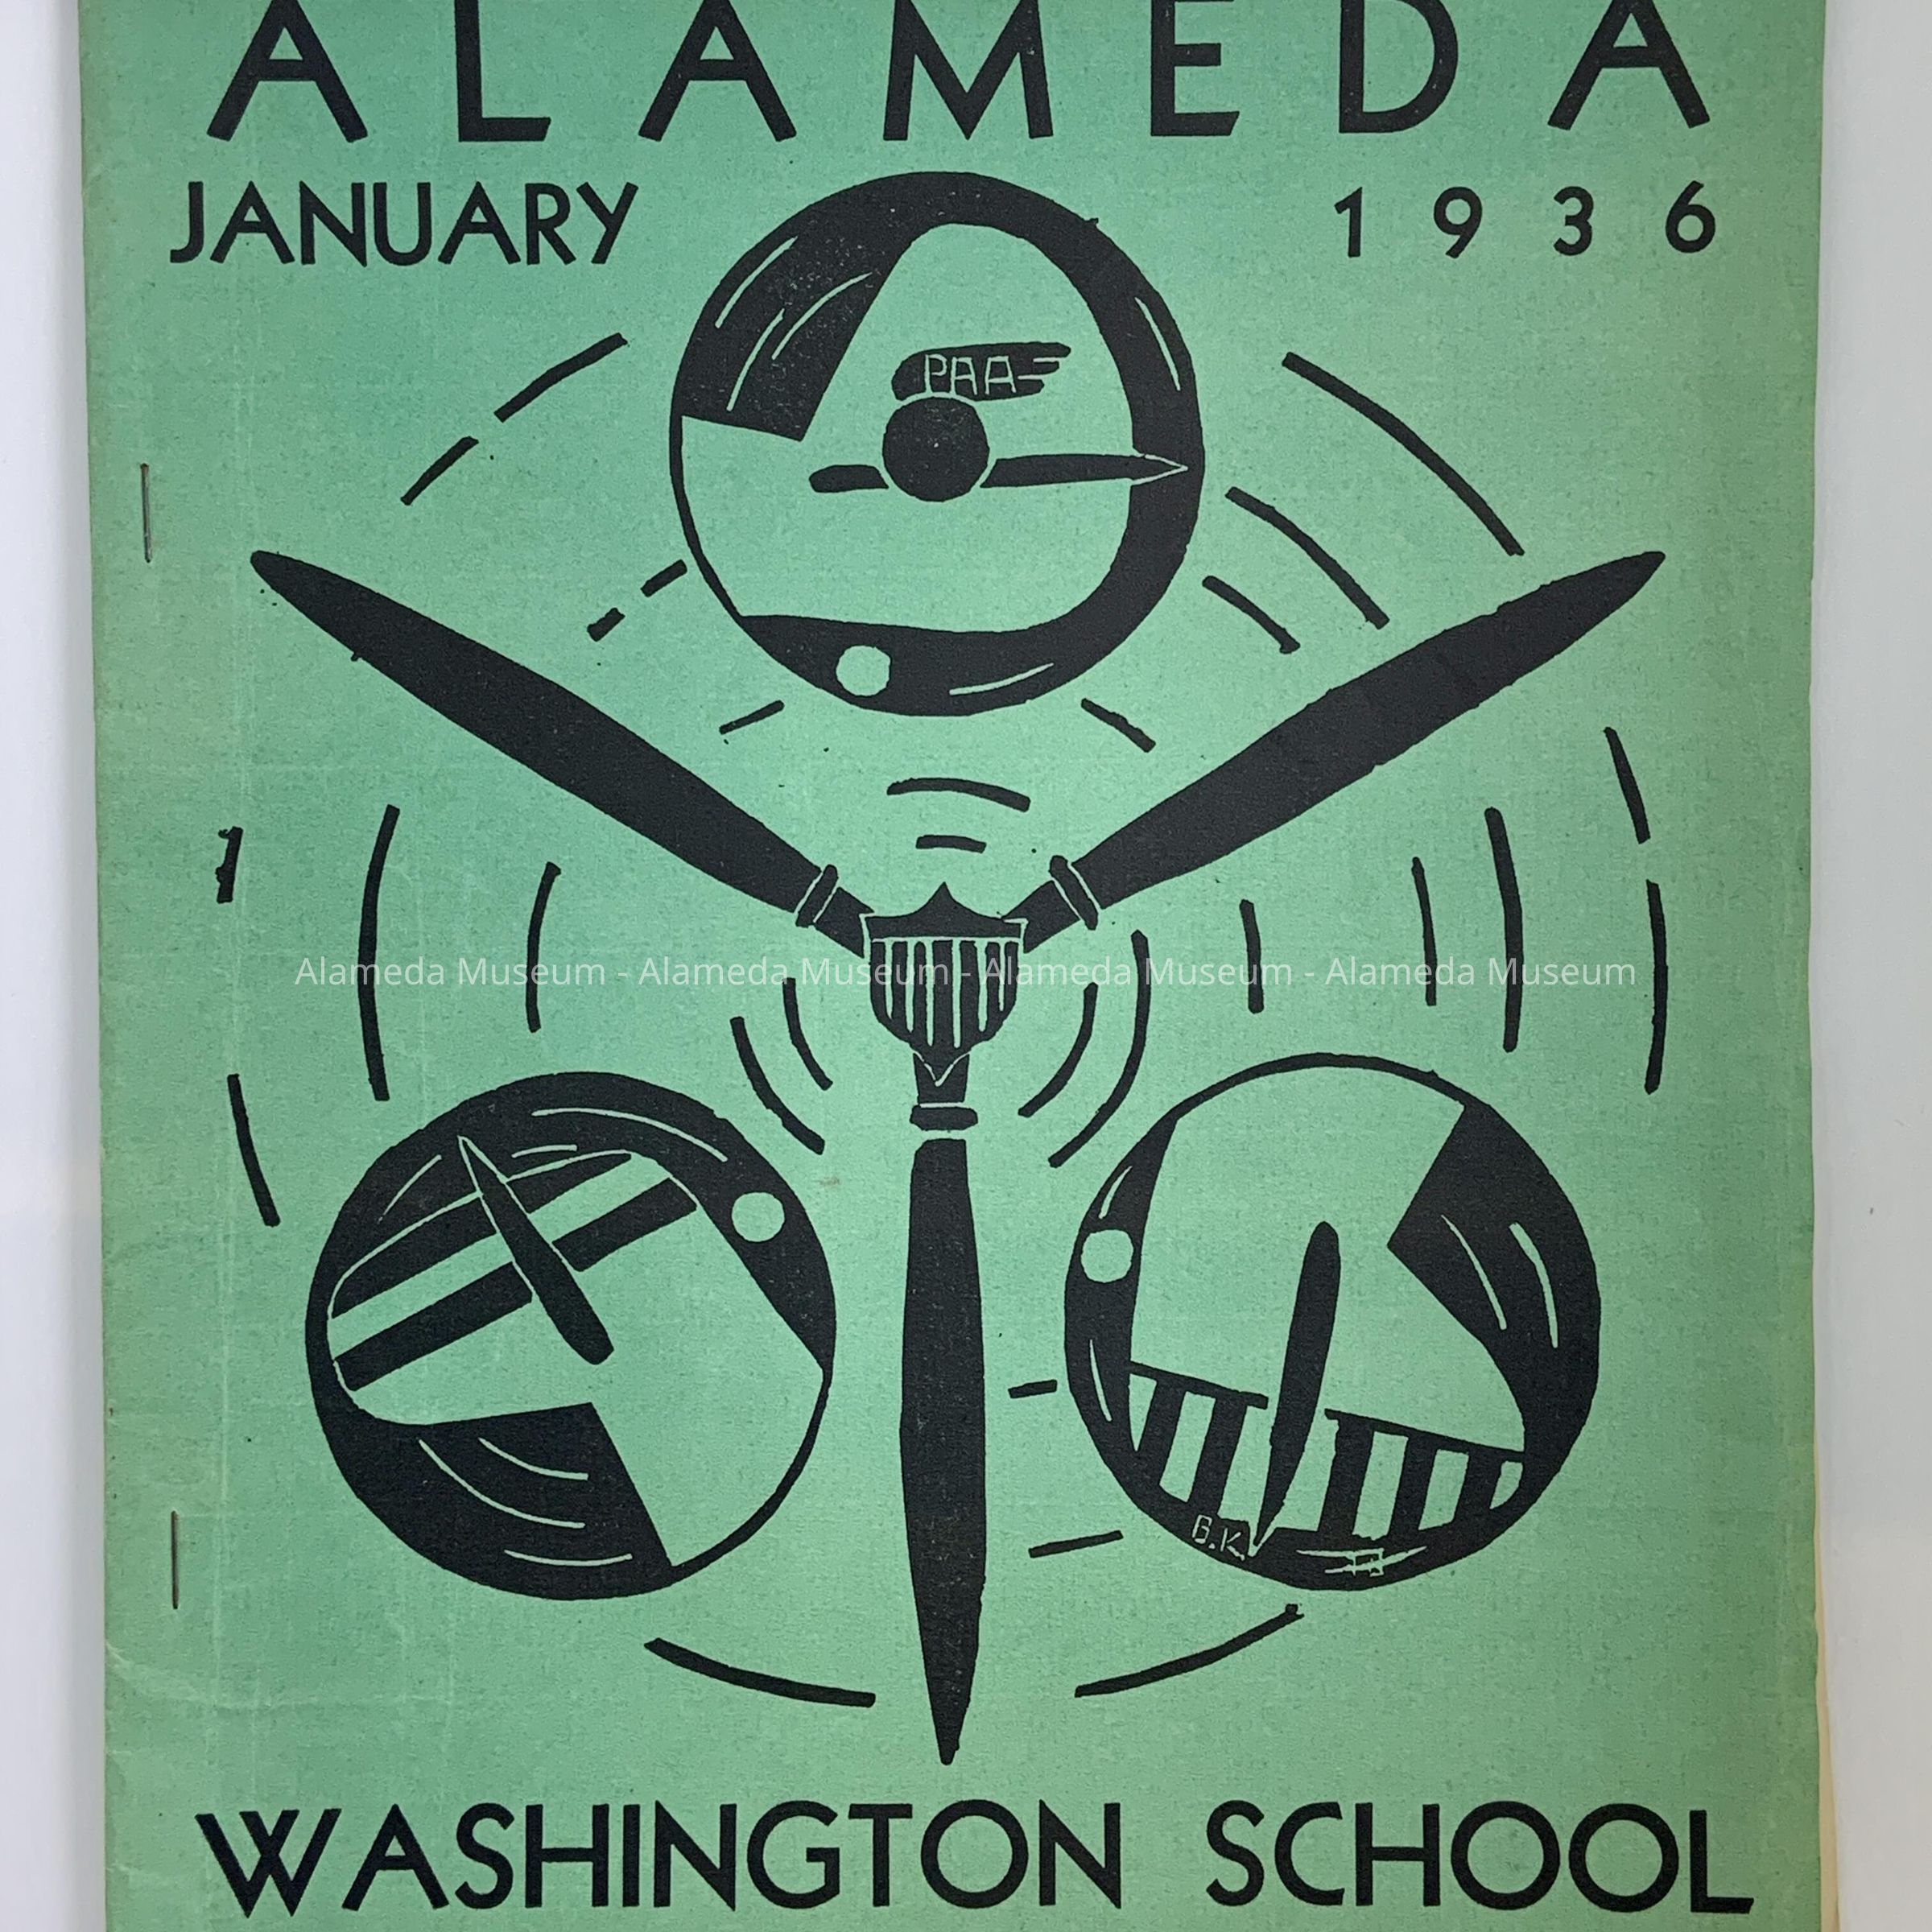 ALAMEDA
JANUARY 1936
PAA
Alameda Museum - Alameda Museum - Alameda Museum - Alameda Museum
B.K.
WASHINGTON SCHOOL